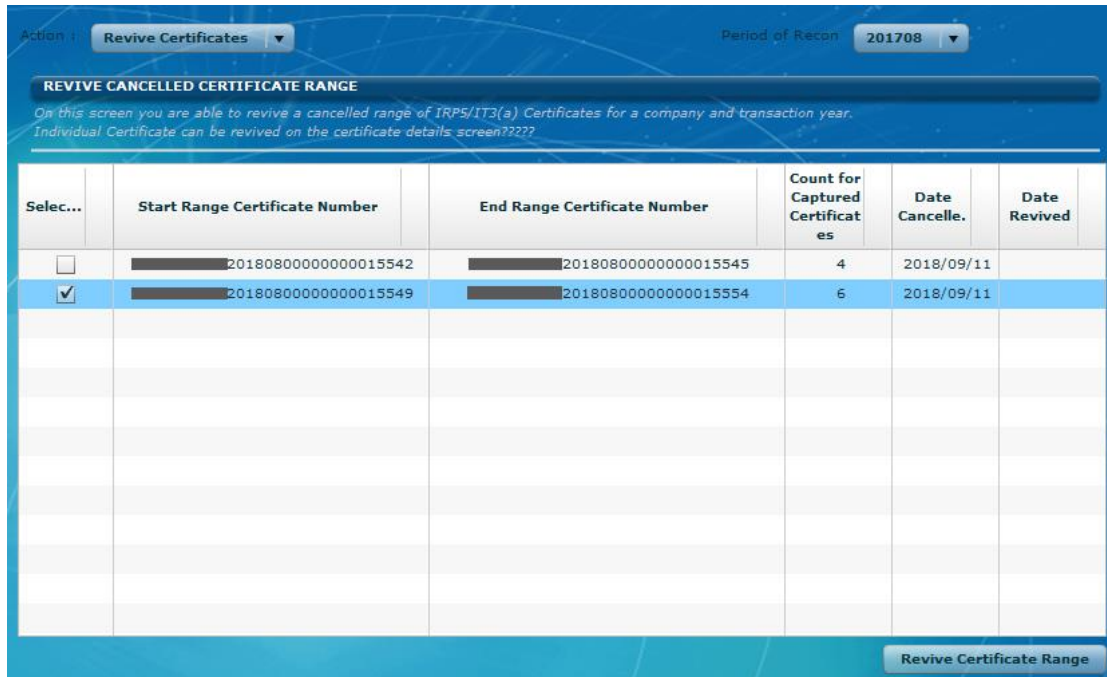 Action : Revive Certificates Period of Recon 201708
REVIVE CANCELLED CERTIFICATE RANGE
On this screen you are able to revive a cancelled range of IRP5/IT3(a) Certificates for a company and transaction year.
Individual Certificate can be revived on the certificate details screen?????
Selec... Start Range Certificate Number End Range Certificate Number Count for Captured Certificat es Date Cancelle. Date Revived
20180800000000015542 20180800000000015545 4 2018/09/11
20180800000000015549 20180800000000015554 6 2018/09/11
Revive Certificate Range